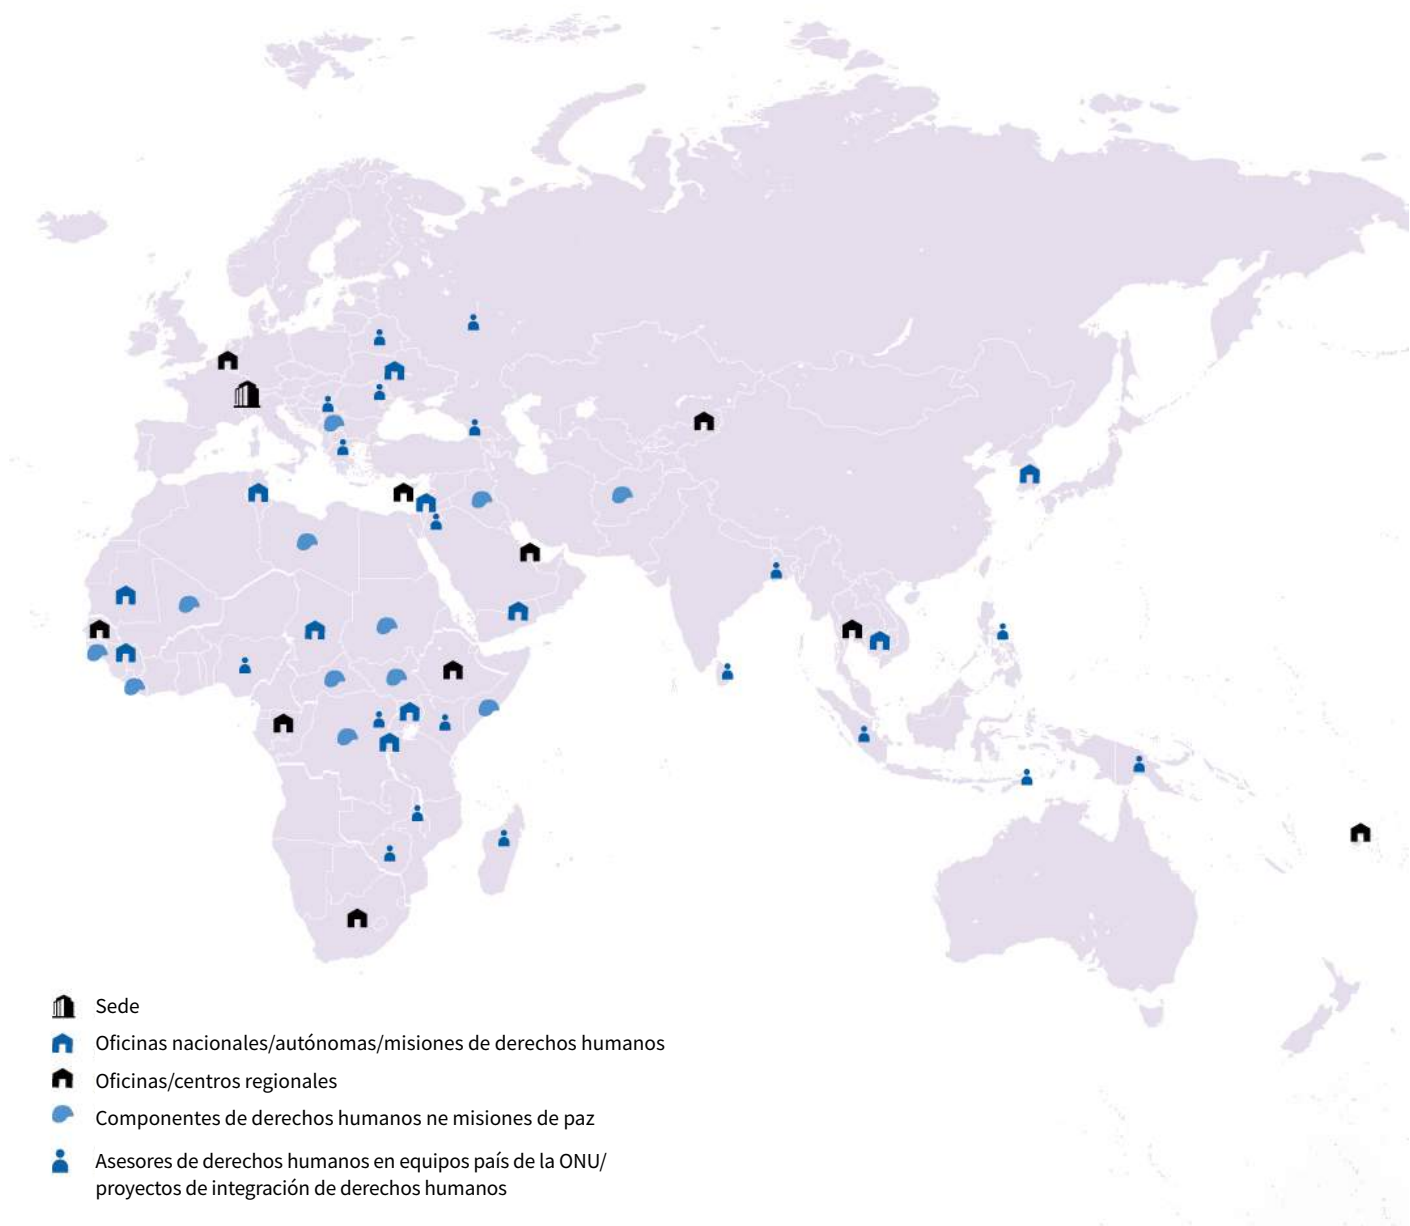 Sede
Oficinas nacionales/autónomas/misiones de derechos humanos
Oficinas/centros regionales
Componentes de derechos humanos ne misiones de paz
Asesores de derechos humanos en equipos país de la ONU/
proyectos de integración de derechos humanos